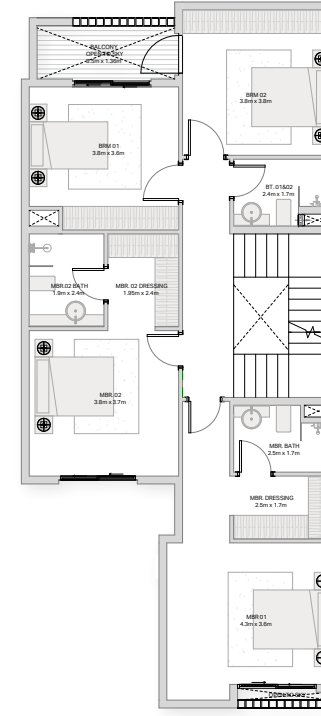 BALCONY
OPEN TO SKY
3.5m x 1.36m
BRM 02
3.8m x 3.8m
BRM 01
3.8m x 3.6m
BT. 01&02
2.4m x 1.7m
MBR.02 BATH
1.9m x 2.4m
MBR. 02 DRESSING
1.95m x 2.4m
MBR. 02
3.8m x 3.7m
MBR. BATH
2.5m x 1.7m
MBR. DRESSING
2.5m x 1.7m
MBR 01
4.3m x 3.6m